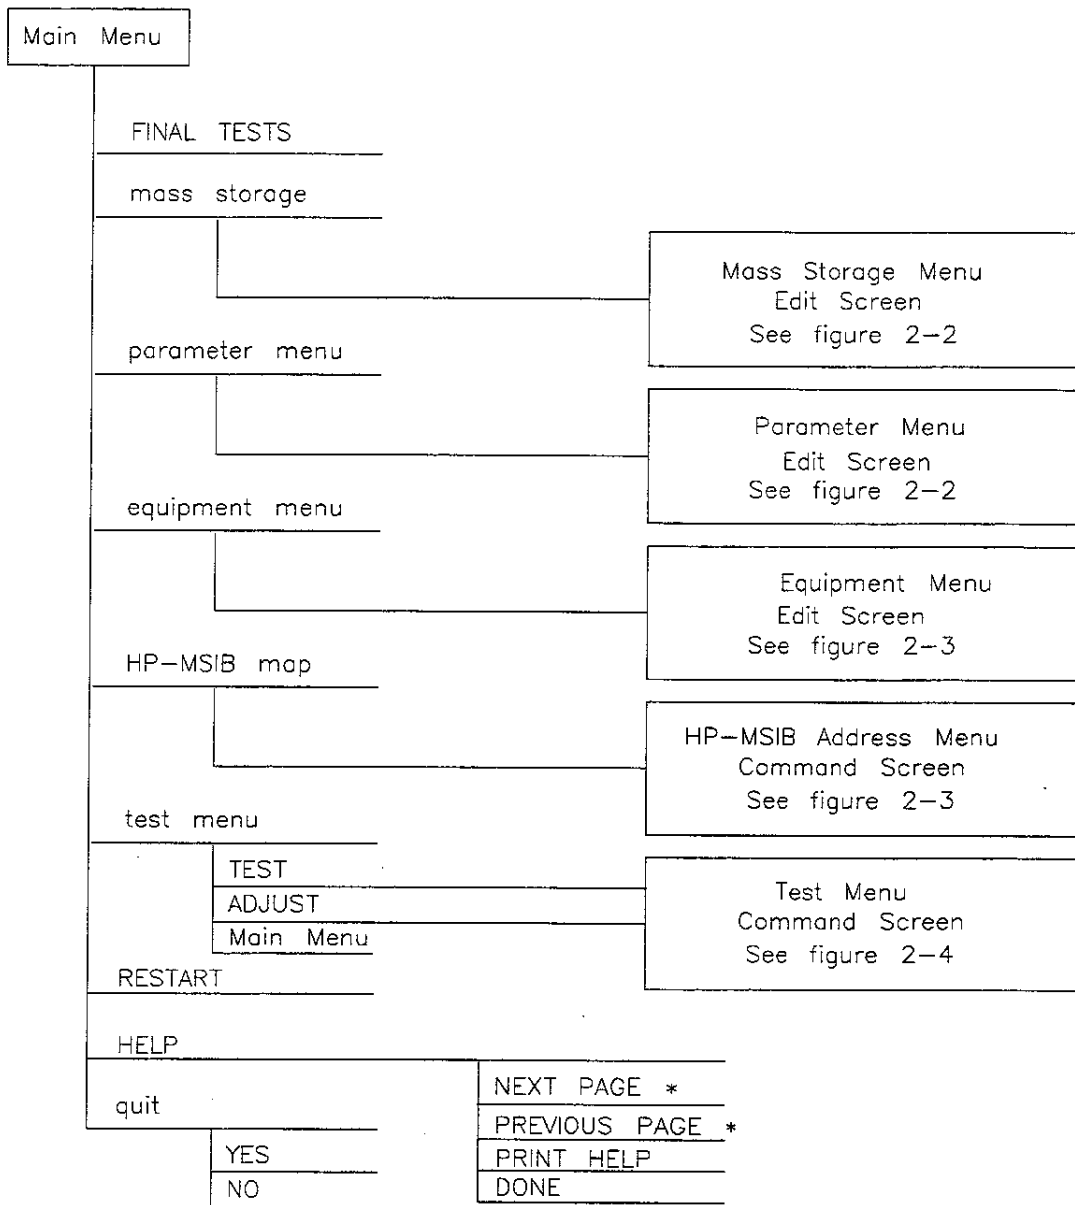 Main Menu
FINAL TESTS
mass storage
Mass Storage Menu
Edit Screen
See figure 2-2
parameter menu
Parameter Menu
Edit Screen
See figure 2-2
equipment menu
Equipment Menu
Edit Screen
See figure 2-3
HP-MSIB map
HP-MSIB Address Menu
Command Screen
See figure 2-3
test menu
TEST
ADJUST
Main Menu
Test Menu
Command Screen
See figure 2-4
RESTART
HELP
NEXT PAGE *
PREVIOUS PAGE *
PRINT HELP
DONE
quit
YES
NO